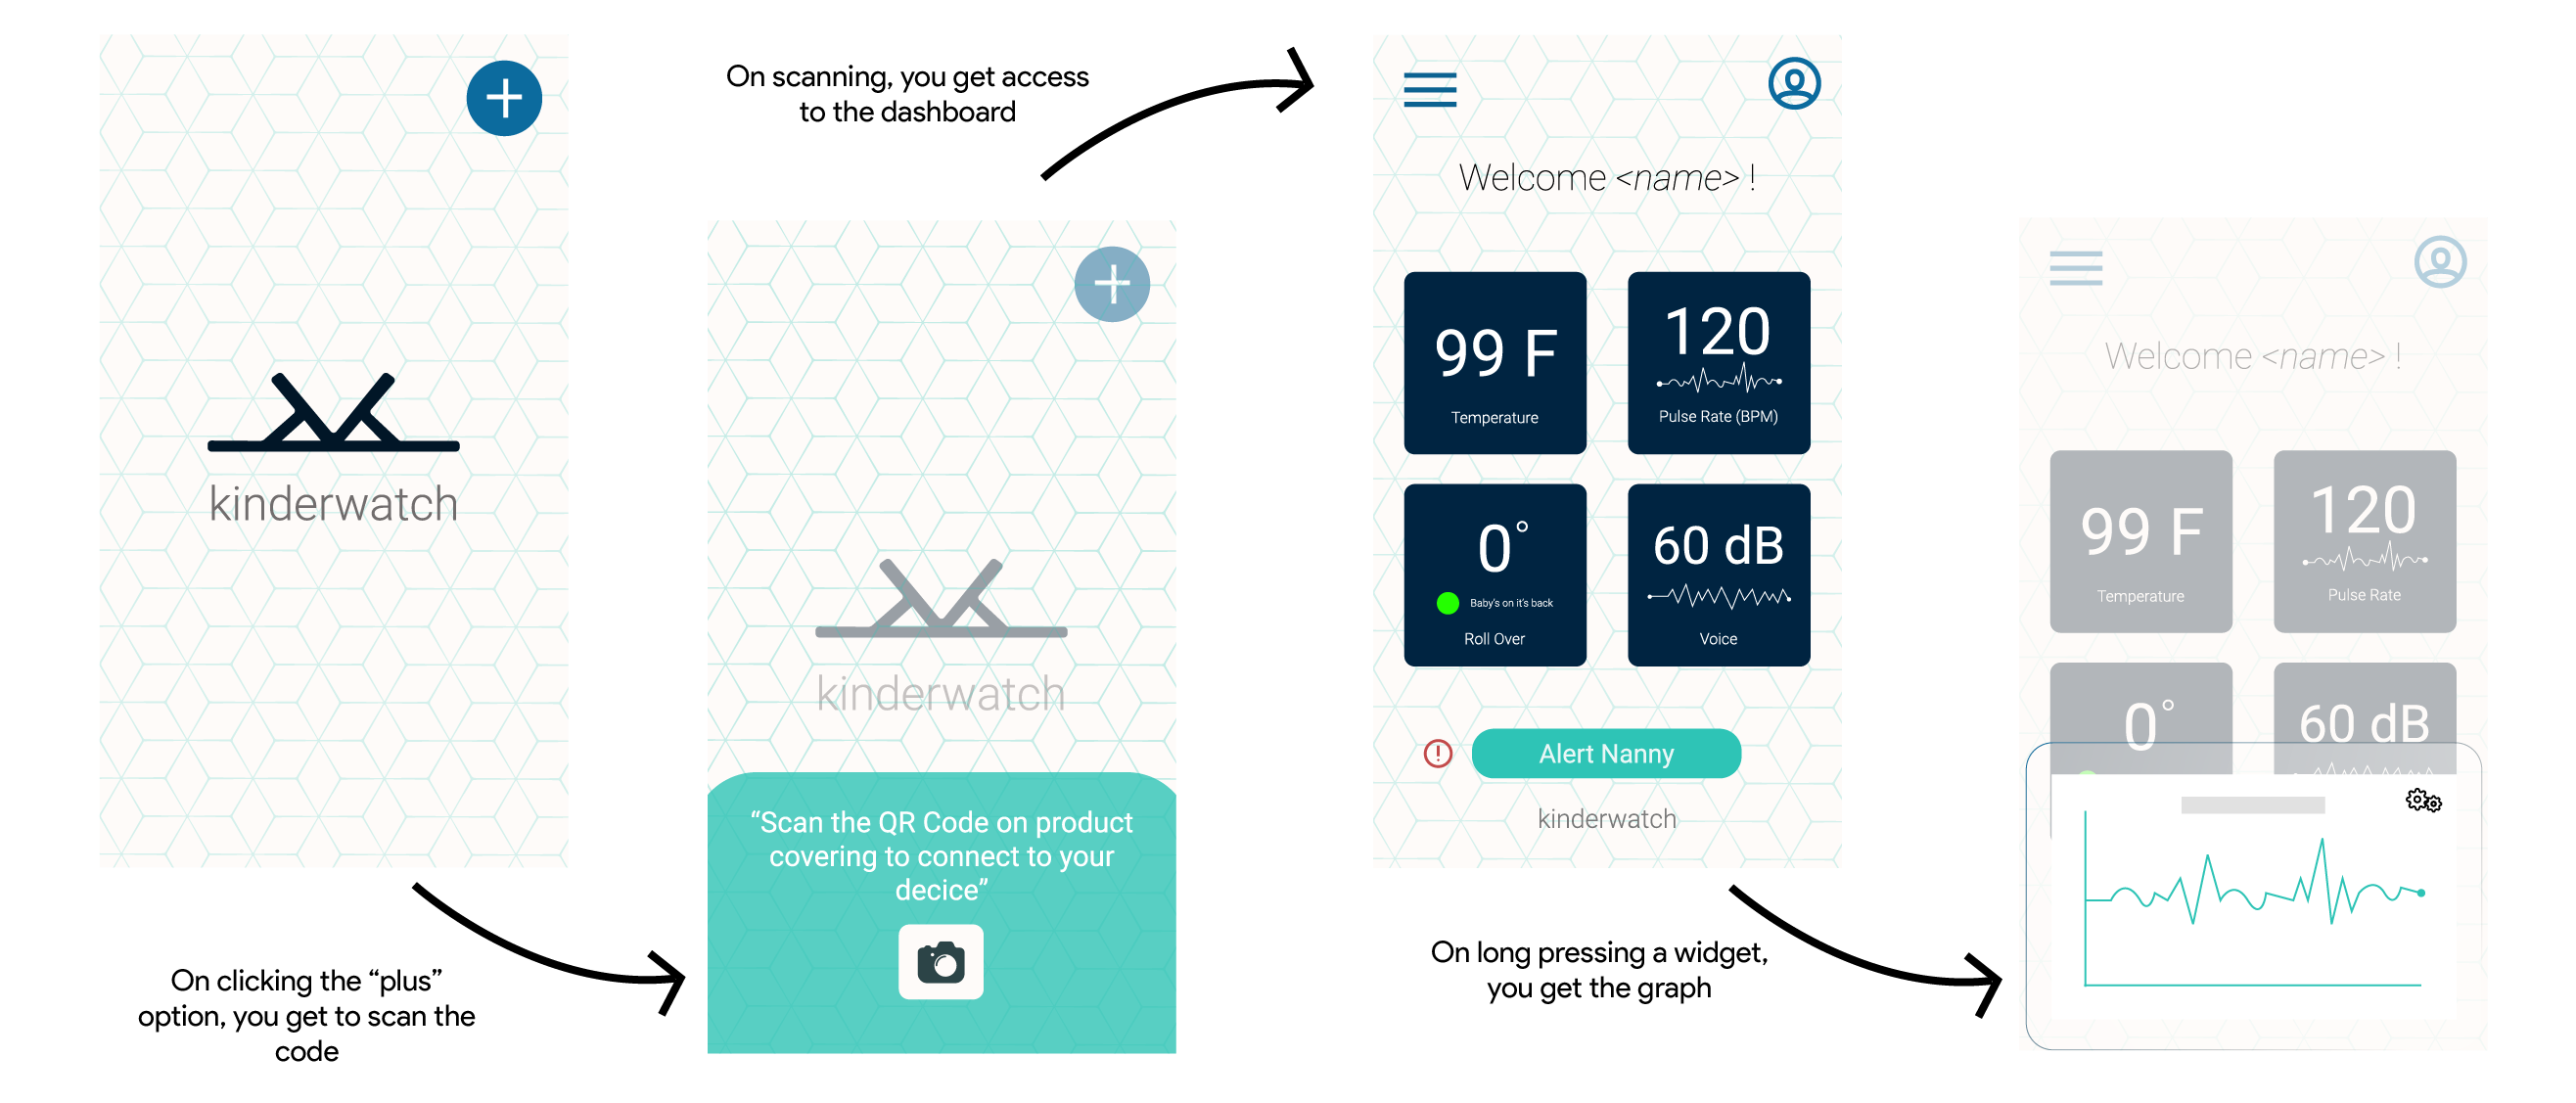 kinderwatch
On clicking the “plus”
option, you get to scan the
code
On scanning, you get access
to the dashboard
kinderwatch
“Scan the QR Code on product
covering to connect to your
decice”
Welcome <name> !
99 F
Temperature
120
Pulse Rate (BPM)
0°
Baby's on it's back
Roll Over
60 dB
Voice
Alert Nanny
kinderwatch
On long pressing a widget,
you get the graph
Welcome <name> !
99 F
Temperature
120
Pulse Rate
0°
60 dB